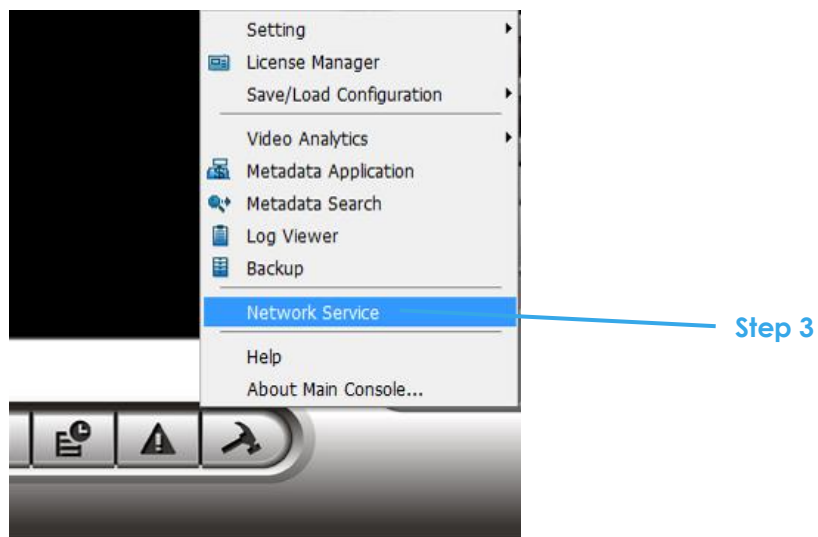 Setting
License Manager
Save/Load Configuration
Video Analytics
Metadata Application
Metadata Search
Log Viewer
Backup
Network Service
Step 3
Help
About Main Console...